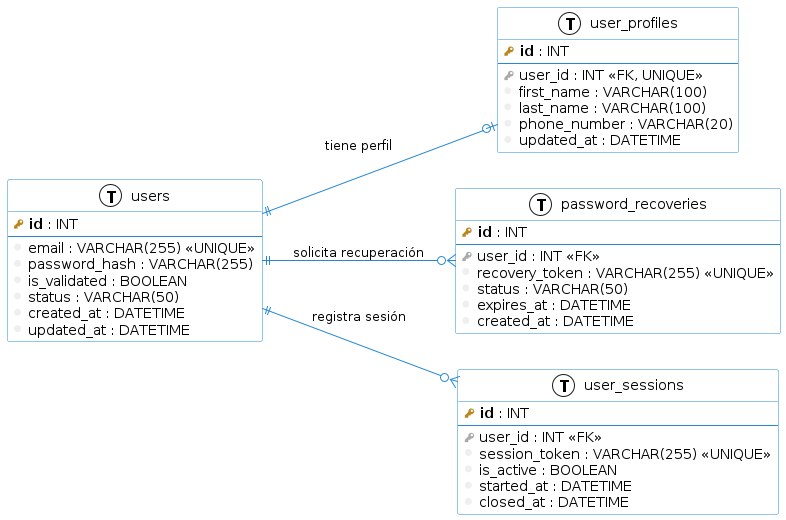 T user_profiles
id : INT
user_id : INT «FK, UNIQUE»
first_name : VARCHAR(100)
last_name : VARCHAR(100)
phone_number : VARCHAR(20)
updated_at : DATETIME
tiene perfil
T users
id : INT
email : VARCHAR(255) «UNIQUE»
password_hash : VARCHAR(255)
is_validated : BOOLEAN
status : VARCHAR(50)
created_at : DATETIME
updated_at : DATETIME
solicita recuperación
T password_recoveries
id : INT
user_id : INT «FK»
recovery_token : VARCHAR(255) «UNIQUE»
status : VARCHAR(50)
expires_at : DATETIME
created_at : DATETIME
registra sesión
T user_sessions
id : INT
user_id : INT «FK»
session_token : VARCHAR(255) «UNIQUE»
is_active : BOOLEAN
started_at : DATETIME
closed_at : DATETIME